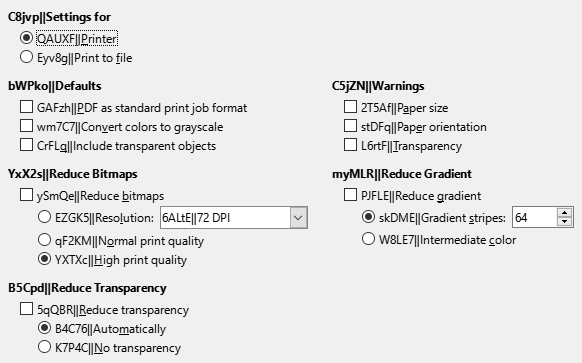 C8jvp||Settings for
QAUXF||Printer
Eyv8g||Print to file
bWPko||Defaults
GAFzh||PDF as standard print job format
wm7C7||Convert colors to grayscale
CrFLq||Include transparent objects
C5jZN||Warnings
2T5Af||Paper size
stDFq||Paper orientation
L6rtF||Transparency
YxX2s||Reduce Bitmaps
ySmQe||Reduce bitmaps
EZGK5||Resolution: 6ALtE||72 DPI
qF2KM||Normal print quality
YXTXc||High print quality
myMLR||Reduce Gradient
PJFLE||Reduce gradient
skDME||Gradient stripes: 64
W8LE7||Intermediate color
B5Cpd||Reduce Transparency
5qQBR||Reduce transparency
B4C76||Automatically
K7P4C||No transparency